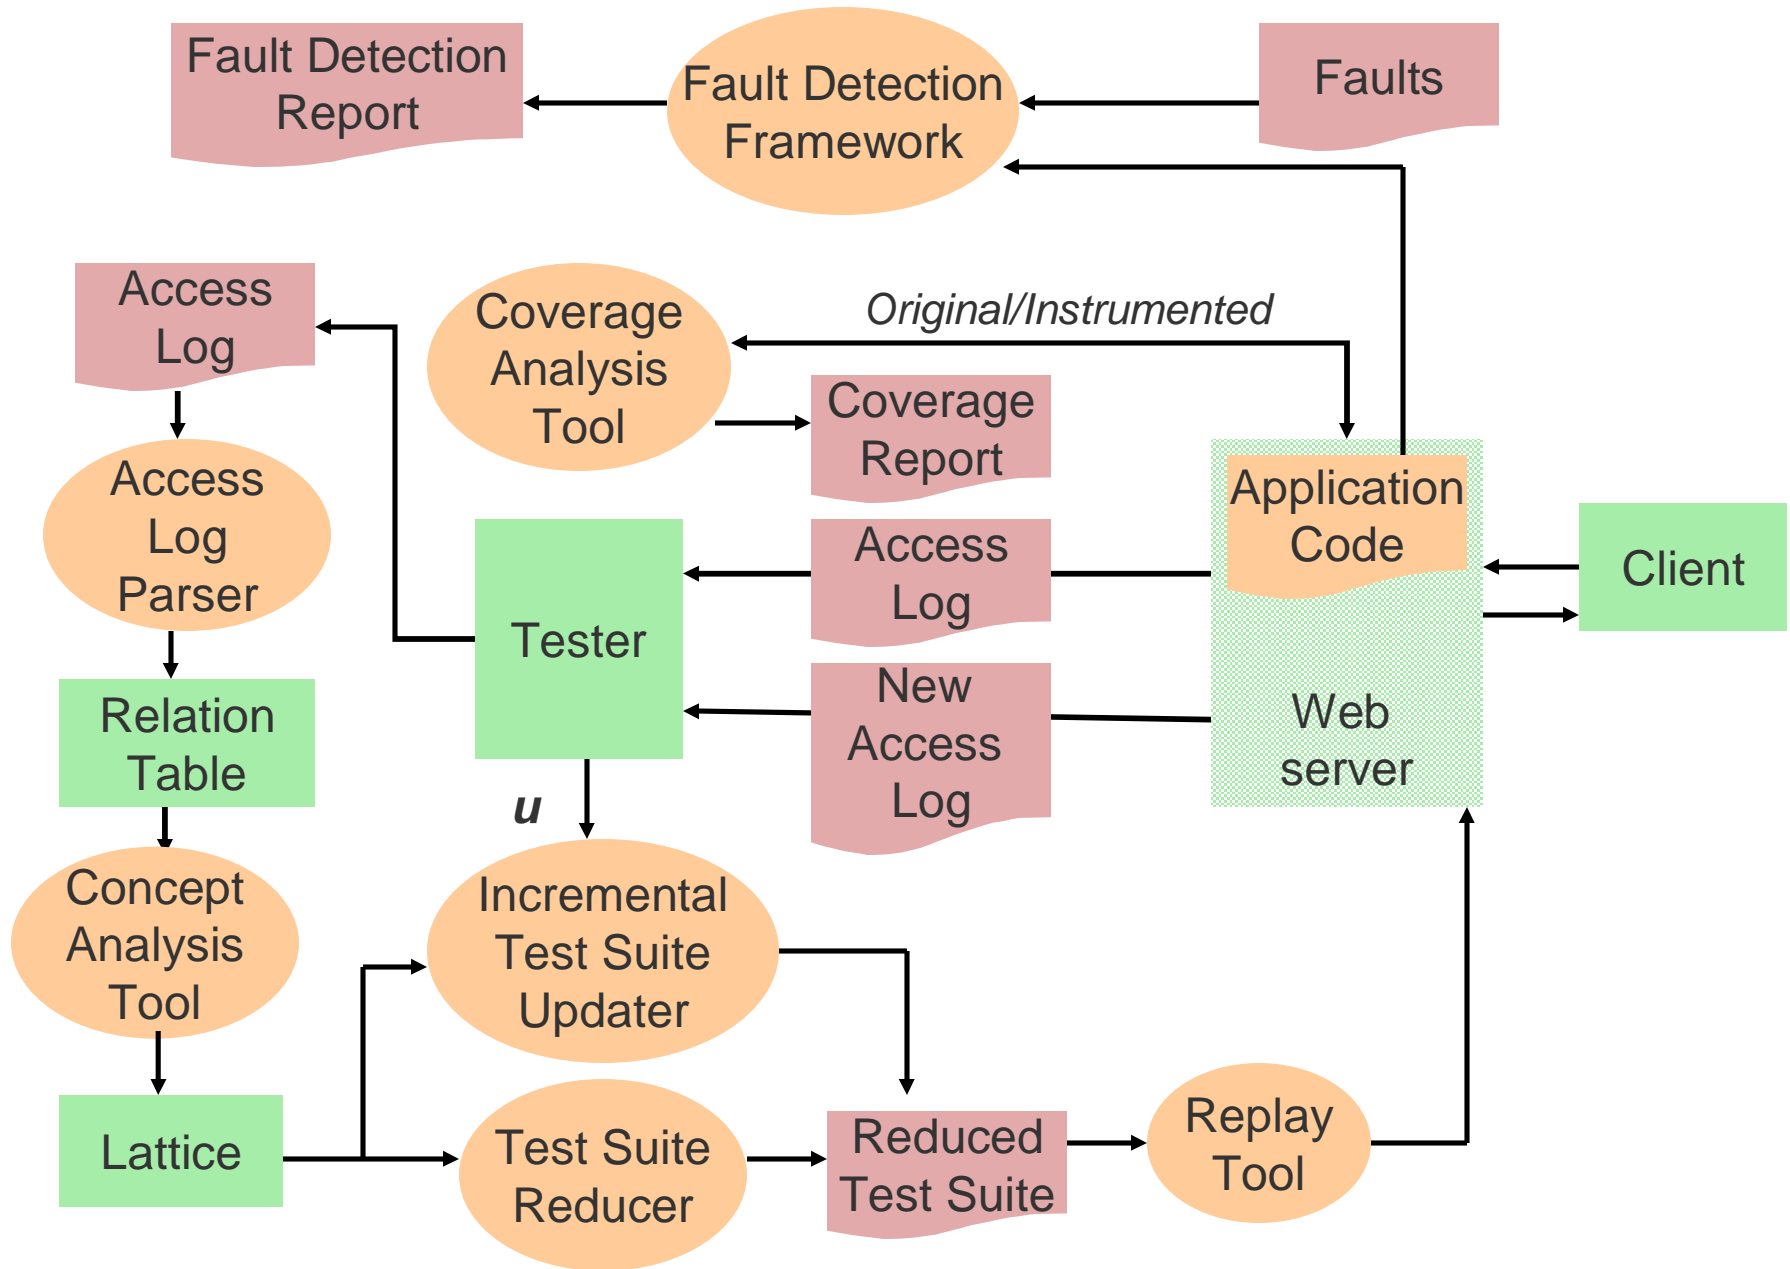 Fault Detection
Report
Fault Detection
Framework
Faults
Access
Log
Coverage
Analysis
Tool
Original/Instrumented
Coverage
Report
Access
Log
Parser
Application
Code
Access
Log
Client
Tester
Relation
Table
New
Access
Log
Web
server
u
Concept
Analysis
Tool
Incremental
Test Suite
Updater
Lattice
Test Suite
Reducer
Reduced
Test Suite
Replay
Tool